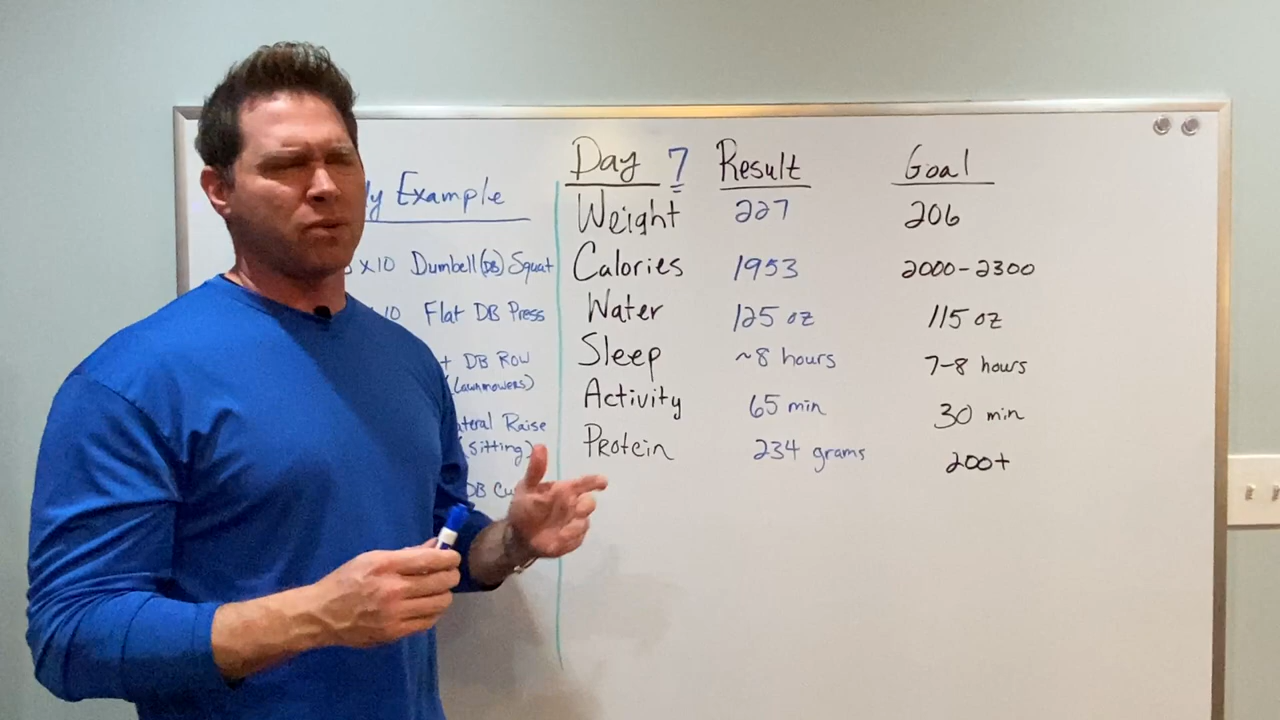 Example
x10 Dumbell (DB) Squat
10 Flat DB Press
DB Row
(Lawnmowers)
Raise
(Sitting)
DB
Day 7 Result Goal
Weight 227 206
Calories 1953 2000-2300
Water 125 oz 115 oz
Sleep ~8 hours 7-8 hours
Activity 65 min 30 min
Protein 234 grams 200+